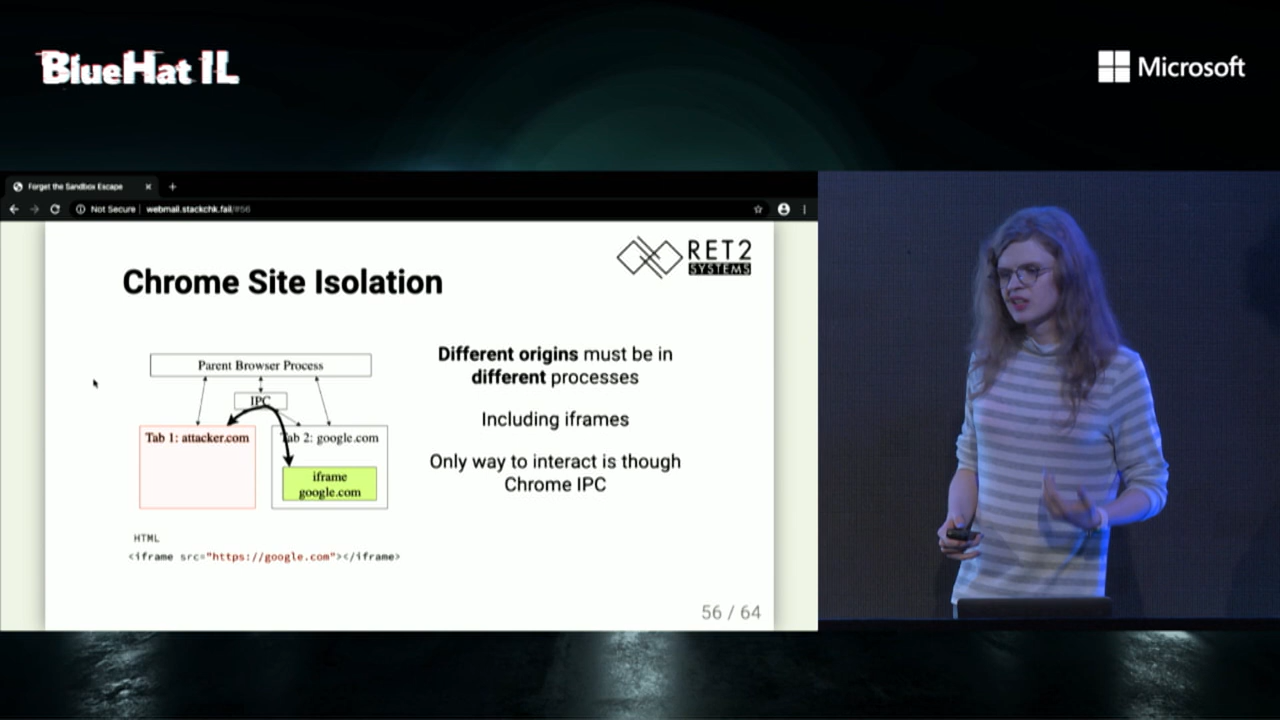 BlueHat IL
Microsoft
Forget the Sandbox Escape
Not Secure | webmail.stackchk.fail/#56
RET2
SYSTEMS
Chrome Site Isolation
Parent Browser Process
IPC
Tab 1: attacker.com
Tab 2: google.com
iframe
google.com
HTML
<iframe src="https://google.com"></iframe>
Different origins must be in
different processes
Including iframes
Only way to interact is though
Chrome IPC
56 / 64